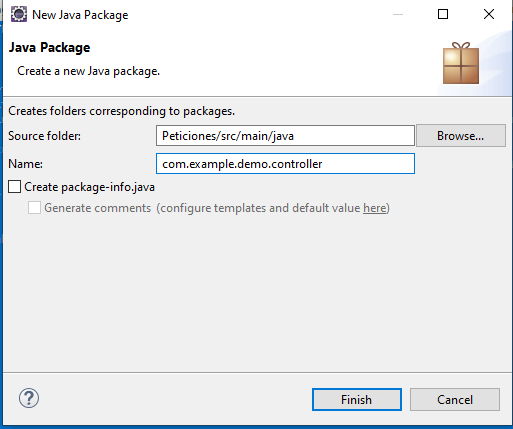 New Java Package
Java Package
Create a new Java package.
Creates folders corresponding to packages.
Source folder: Peticiones/src/main/java Browse...
Name: com.example.demo.controller
Create package-info.java
Generate comments (configure templates and default value here)
? Finish Cancel